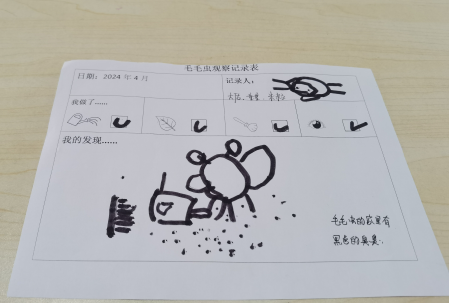 毛毛虫观察记录表
日期：2024 年 4 月
记录人：
我做了……
我的发现……
毛毛虫的家里有
黑色的臭臭.